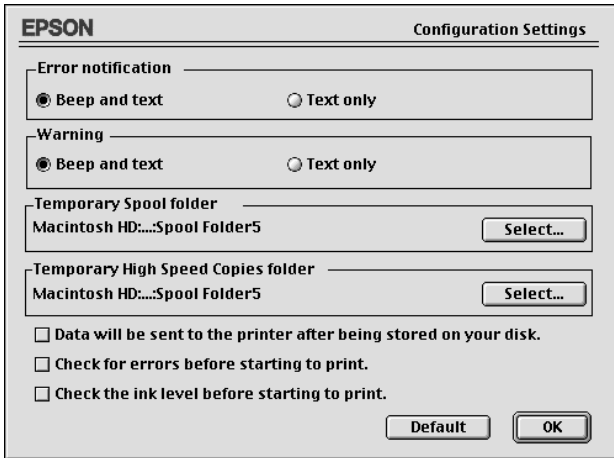 EPSON
Configuration Settings
Error notification
Beep and text
Text only
Warning
Beep and text
Text only
Temporary Spool folder
Macintosh HD:...:Spool Folder5
Select...
Temporary High Speed Copies folder
Macintosh HD:...:Spool Folder5
Select...
Data will be sent to the printer after being stored on your disk.
Check for errors before starting to print.
Check the ink level before starting to print.
Default
OK